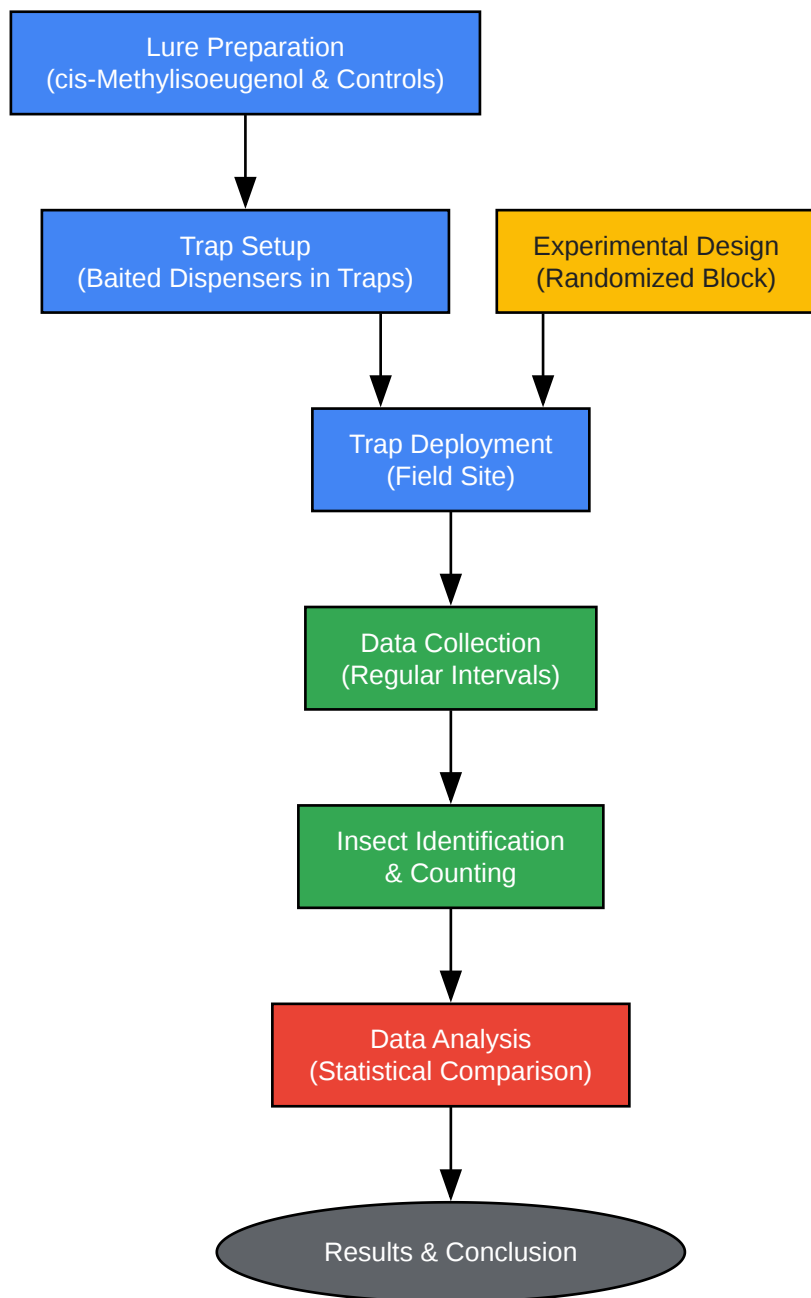 Lure Preparation
(cis-Methylisoeugenol & Controls)
Trap Setup
(Baited Dispensers in Traps)
Experimental Design
(Randomized Block)
Trap Deployment
(Field Site)
Data Collection
(Regular Intervals)
Insect Identification
& Counting
Data Analysis
(Statistical Comparison)
Results & Conclusion